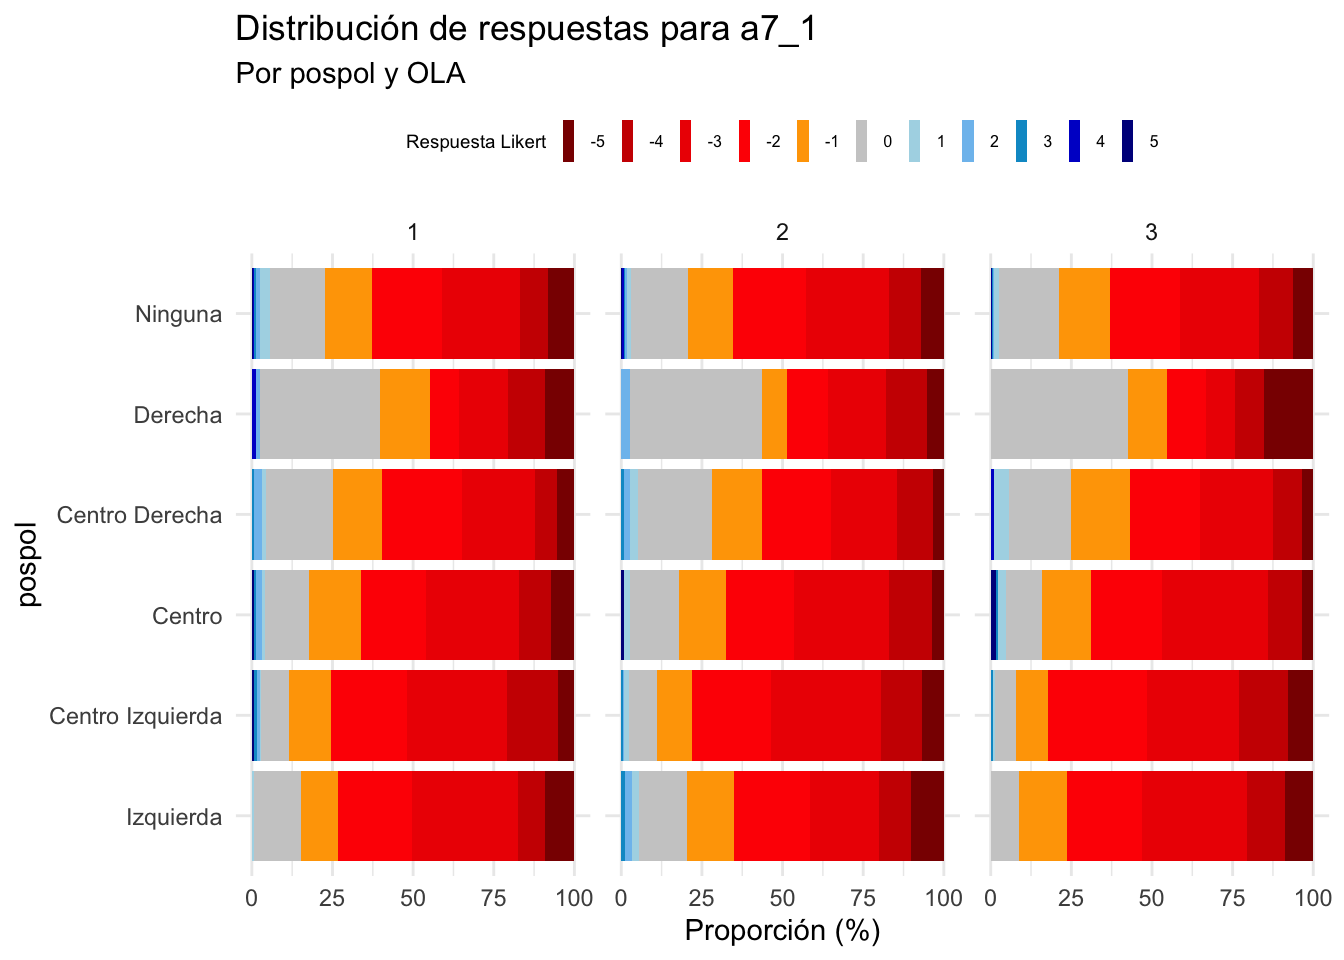 Distribución de respuestas para a7_1
Por pospol y OLA
Respuesta Likert -5 -4 -3 -2 -1 0 1 2 3 4 5
1 2 3
Ninguna
Derecha
Centro Derecha
Centro
Centro Izquierda
Izquierda
pospol
0 25 50 75 100 0 25 50 75 100 0 25 50 75 100
Proporción (%)